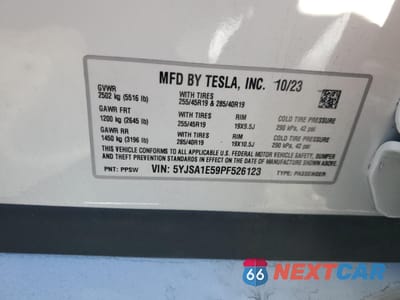 MFD BY TESLA, INC. 10/23
GVWR
2502 kg (5516 lb)
WITH TIRES
255/45R19 & 285/40R19
GAWR FRT
1200 kg (2645 lb)
WITH TIRES
255/45R19
RIM
19X9.5J
COLD TIRE PRESSURE
290 kPa, 42 psi
GAWR RR
1450 kg (3196 lb)
WITH TIRES
285/40R19
RIM
19X10.5J
COLD TIRE PRESSURE
290 kPa, 42 psi
THIS VEHICLE CONFORMS TO ALL APPLICABLE U.S. FEDERAL MOTOR VEHICLE SAFETY, BUMPER
AND THEFT PREVENTION STANDARDS IN EFFECT ON THE DATE OF MANUFACTURE SHOWN ABOVE.
PNT: PPSW VIN: 5YJSA1E59PF526123 TYPE: PASSENGER
66 NEXTCAR